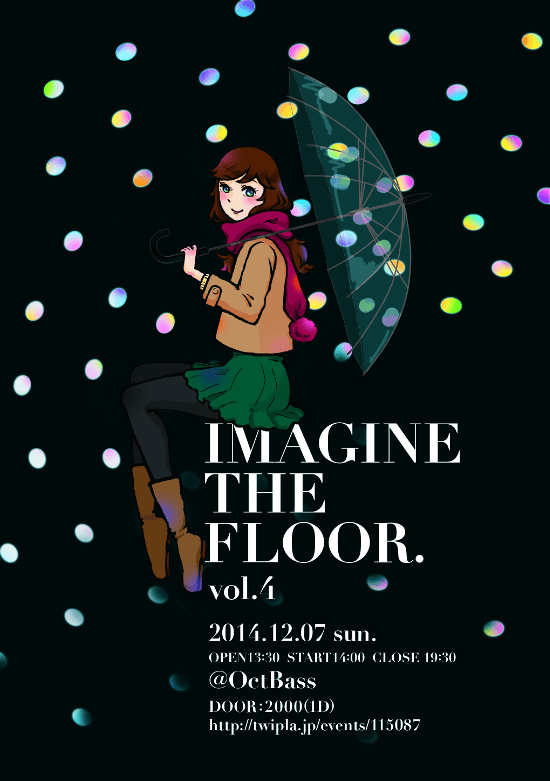 IMAGINE
THE
FLOOR.
vol.4
2014.12.07 sun.
OPEN13:30 START14:00 CLOSE 19:30
@OctBass
DOOR:2000(1D)
http://twipla.jp/events/115087